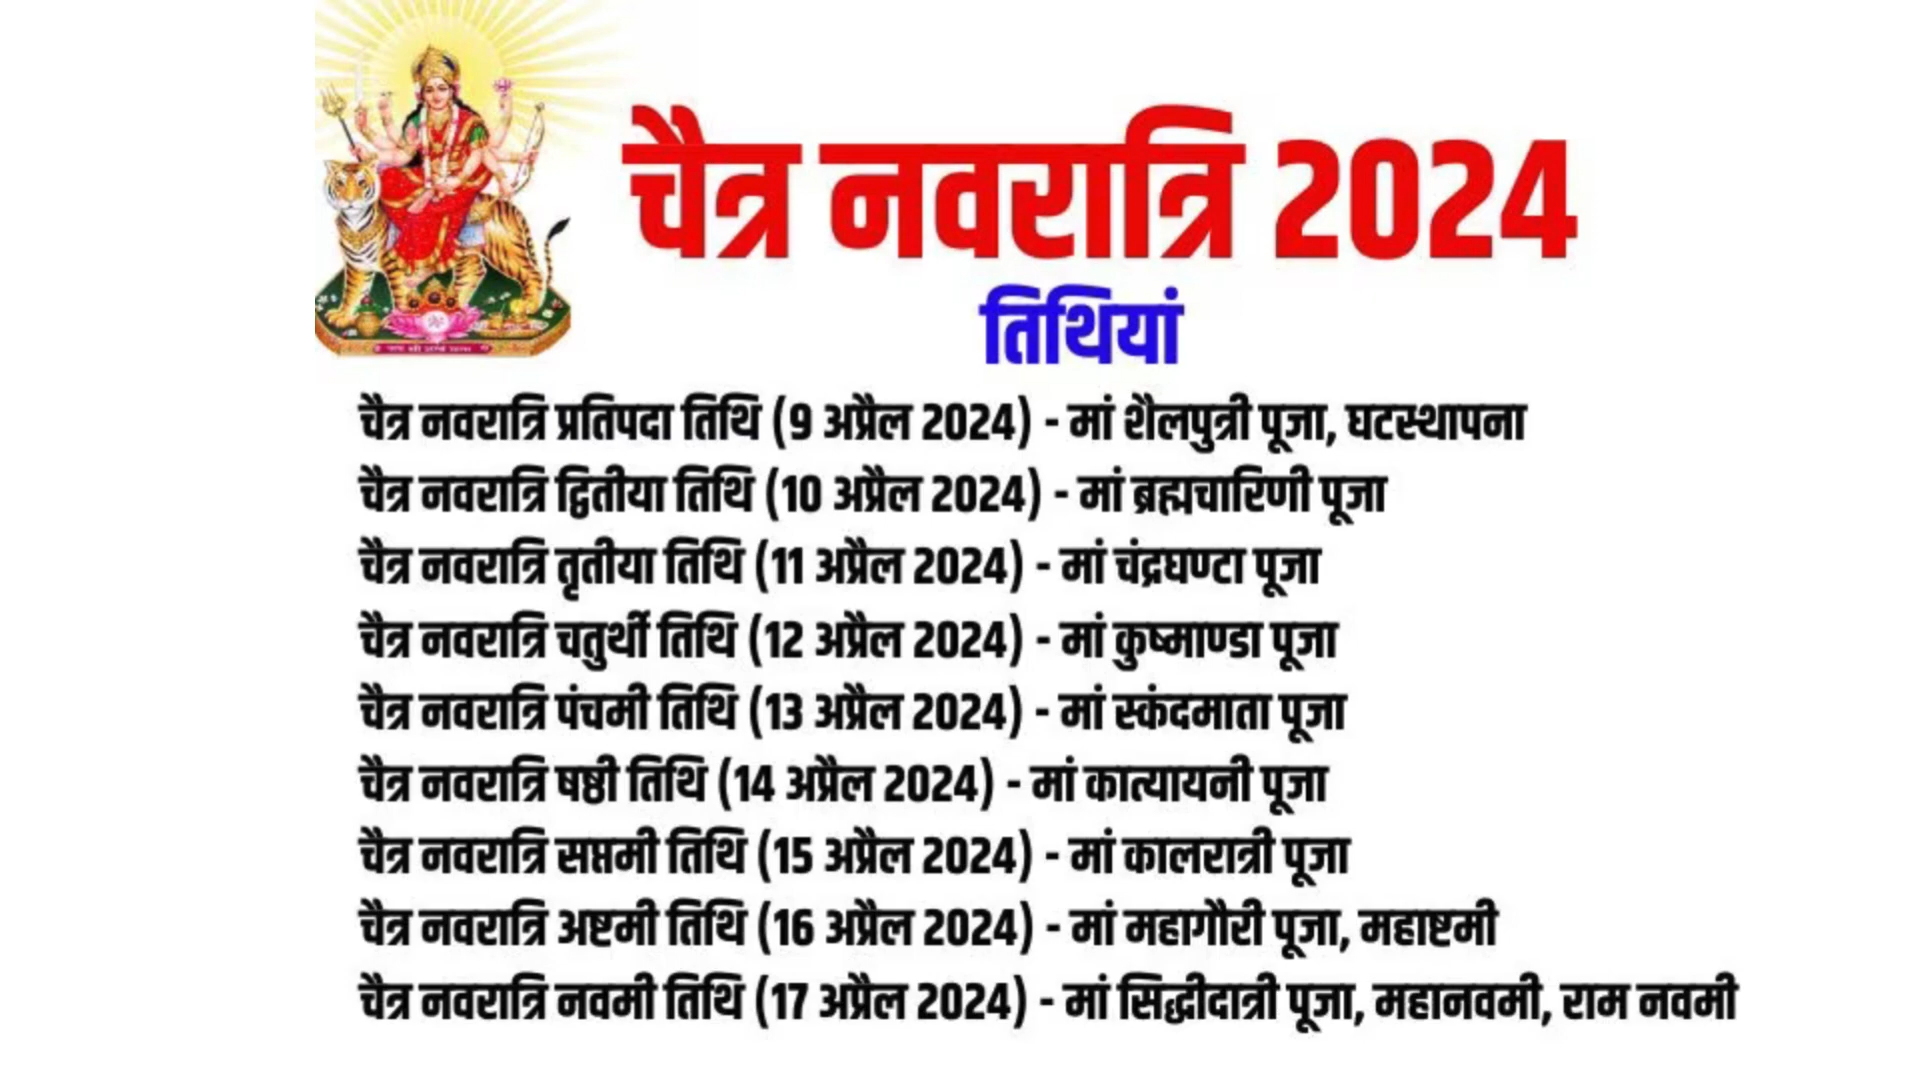 चैत्र नवरात्रि 2024
तिथियां
चैत्र नवरात्रि प्रतिपदा तिथि (9 अप्रैल 2024) - मां शैलपुत्री पूजा, घटस्थापना
चैत्र नवरात्रि द्वितीया तिथि (10 अप्रैल 2024) - मां ब्रह्मचारिणी पूजा
चैत्र नवरात्रि तृतीया तिथि (11 अप्रैल 2024) - मां चंद्रघण्टा पूजा
चैत्र नवरात्रि चतुर्थी तिथि (12 अप्रैल 2024) - मां कुष्माण्डा पूजा
चैत्र नवरात्रि पंचमी तिथि (13 अप्रैल 2024) - मां स्कंदमाता पूजा
चैत्र नवरात्रि षष्ठी तिथि (14 अप्रैल 2024) - मां कात्यायनी पूजा
चैत्र नवरात्रि सप्तमी तिथि (15 अप्रैल 2024) - मां कालरात्री पूजा
चैत्र नवरात्रि अष्टमी तिथि (16 अप्रैल 2024) - मां महागौरी पूजा, महाष्टमी
चैत्र नवरात्रि नवमी तिथि (17 अप्रैल 2024) - मां सिद्धीदात्री पूजा, महानवमी, राम नवमी